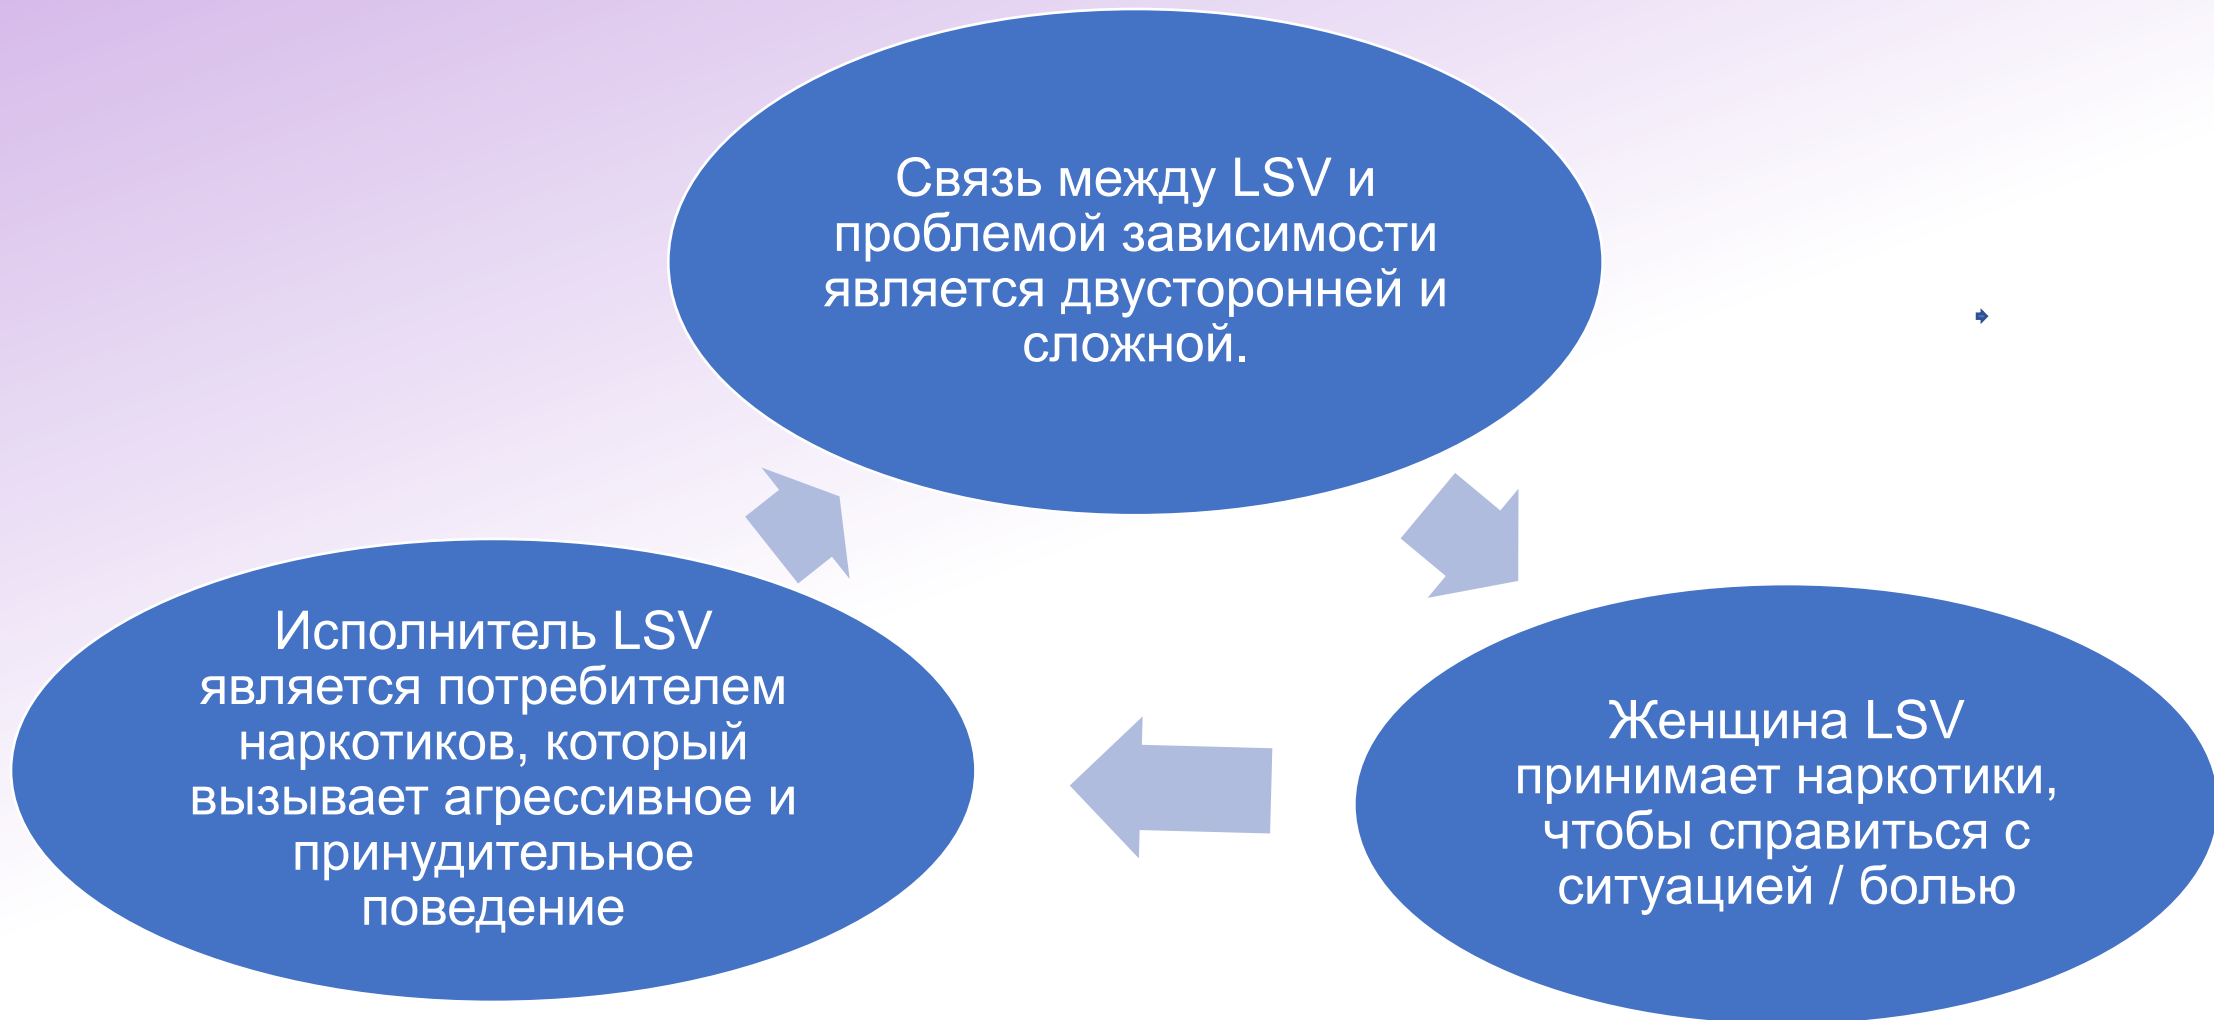 Связь между LSV и
проблемой зависимости
является двусторонней и
сложной.
Женщина LSV
принимает наркотики,
чтобы справиться с
ситуацией / болью
Исполнитель LSV
является потребителем
наркотиков, который
вызывает агрессивное и
принудительное
поведение